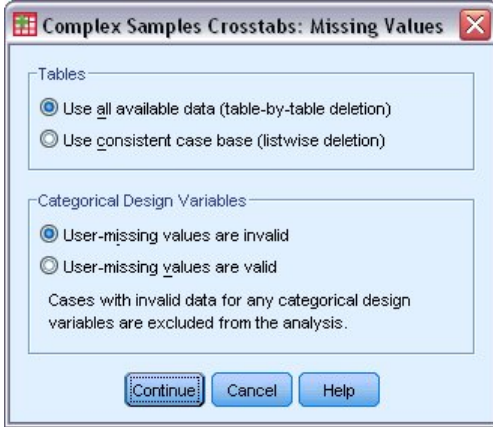 Complex Samples Crosstabs: Missing Values
Tables
Use all available data (table-by-table deletion)
Use consistent case base (listwise deletion)
Categorical Design Variables
User-missing values are invalid
User-missing values are valid
Cases with invalid data for any categorical design
variables are excluded from the analysis.
Continue Cancel Help